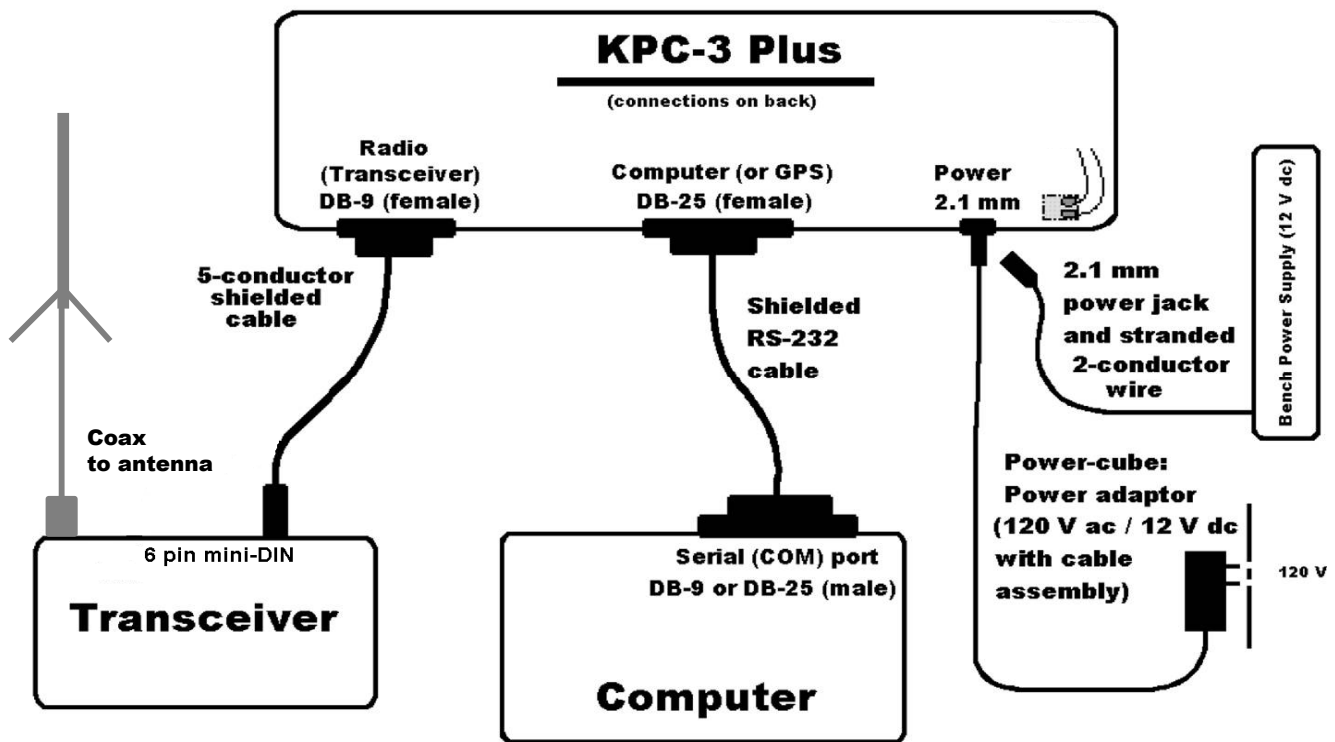 KPC-3 Plus
(connections on back)
Radio
(Transceiver)
DB-9 (female)
Computer (or GPS)
DB-25 (female)
Power
2.1 mm
5-conductor
shielded
cable
Shielded
RS-232
cable
2.1 mm
power jack
and stranded
2-conductor
wire
Bench Power Supply (12 V dc)
Coax
to antenna
Power-cube:
Power adaptor
(120 V ac / 12 V dc
with cable
assembly)
120 V
6 pin mini-DIN
Transceiver
Serial (COM) port
DB-9 or DB-25 (male)
Computer